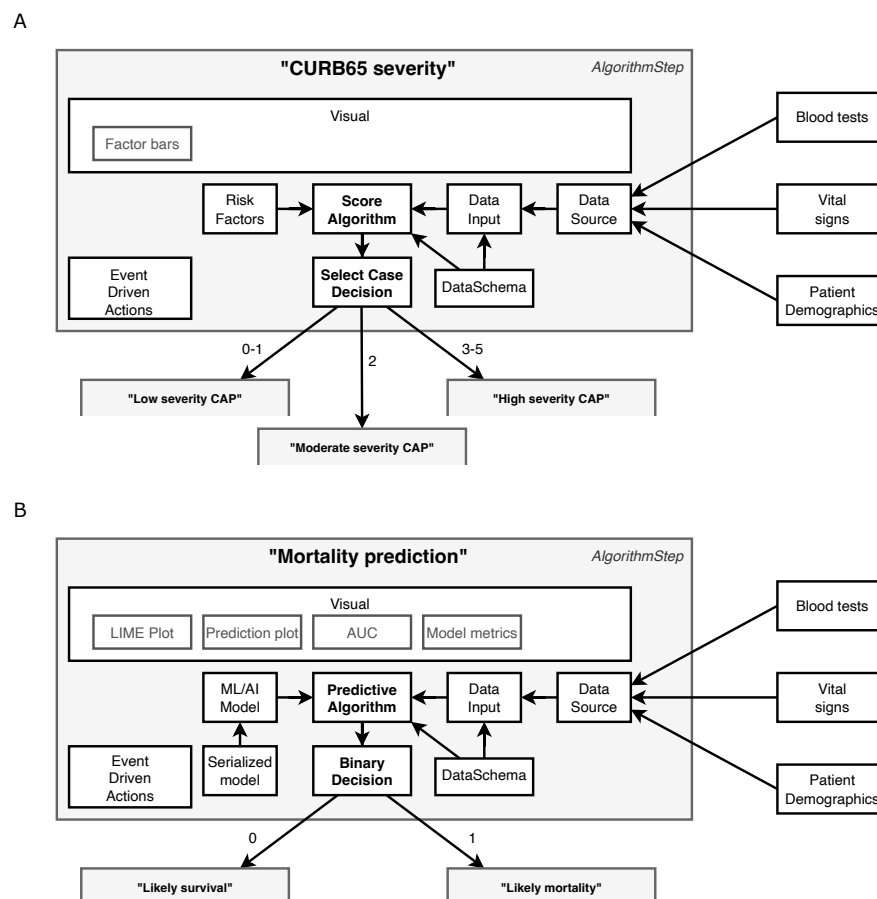 A
"CURB65 severity"
AlgorithmStep
Visual
Factor bars
Blood tests
Risk
Factors
Score
Algorithm
Data
Input
Data
Source
Vital
signs
Event
Driven
Actions
Select Case
Decision
DataSchema
Patient
Demographics
0-1
2
3-5
"Low severity CAP"
"High severity CAP"
"Moderate severity CAP"
B
"Mortality prediction"
AlgorithmStep
Visual
LIME Plot
Prediction plot
AUC
Model metrics
Blood tests
ML/AI
Model
Predictive
Algorithm
Data
Input
Data
Source
Vital
signs
Event
Driven
Actions
Serialized
model
Binary
Decision
DataSchema
Patient
Demographics
0
1
"Likely survival"
"Likely mortality"